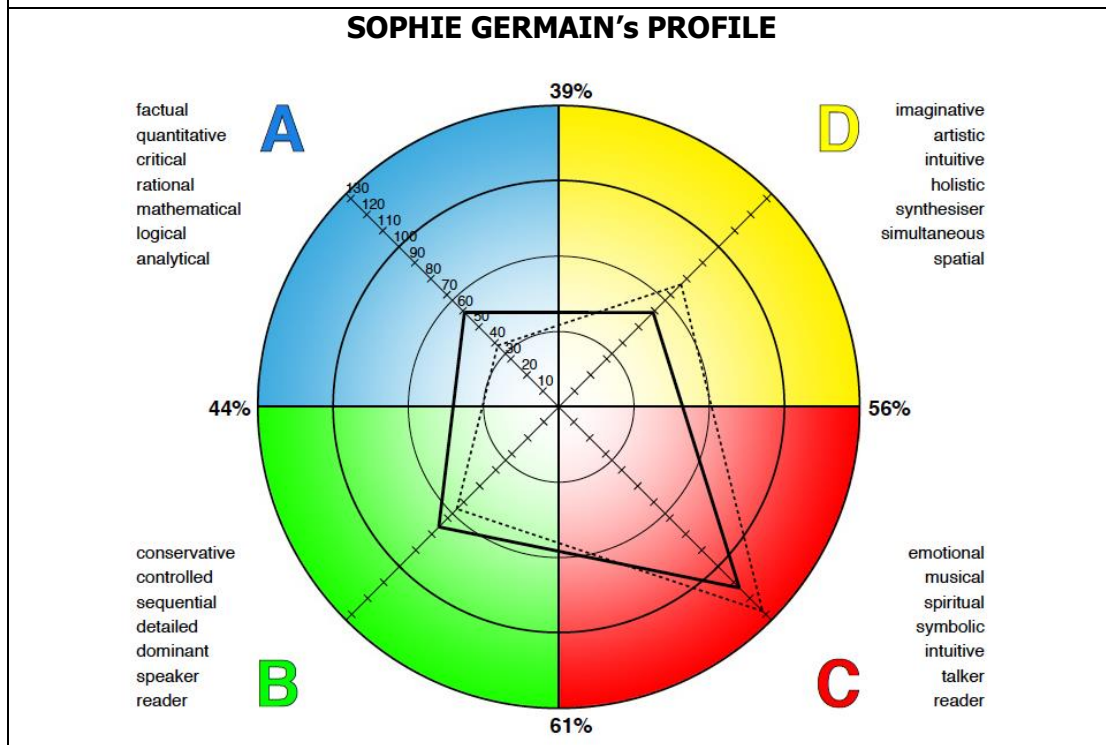 SOPHIE GERMAIN's PROFILE
39%
A
factual
quantitative
critical
rational
mathematical
logical
analytical
D
imaginative
artistic
intuitive
holistic
synthesiser
simultaneous
spatial
130
120
110
100
90
80
70
60
50
40
30
20
10
44%
56%
conservative
controlled
sequential
detailed
dominant
speaker
reader
B
emotional
musical
spiritual
symbolic
intuitive
talker
reader
C
61%